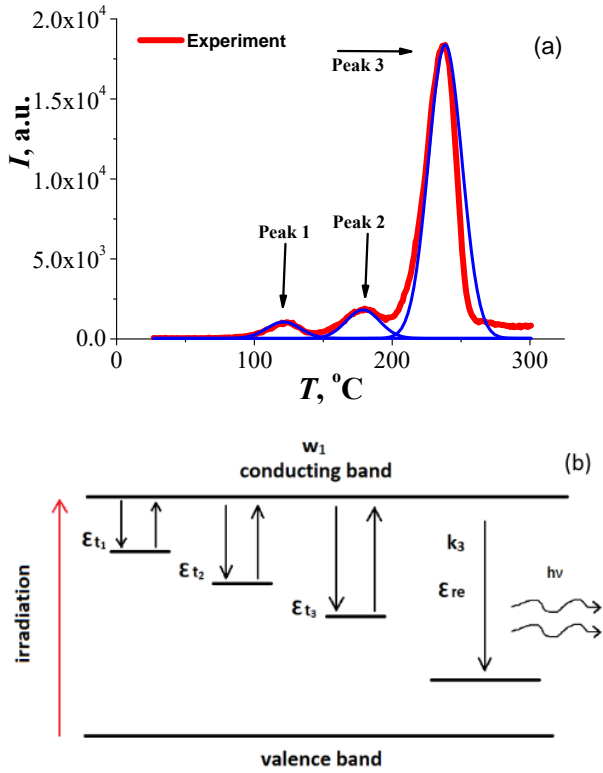 (a)
Experiment
Peak 3
Peak 2
Peak 1
I, a.u.
2.0x10⁴
1.5x10⁴
1.0x10⁴
5.0x10³
0.0
0 100 200 300
T, °C
(b)
w₁
conducting band
εt₁
εt₂
εt₃
k₃
εre
hν
irradiation
valence band